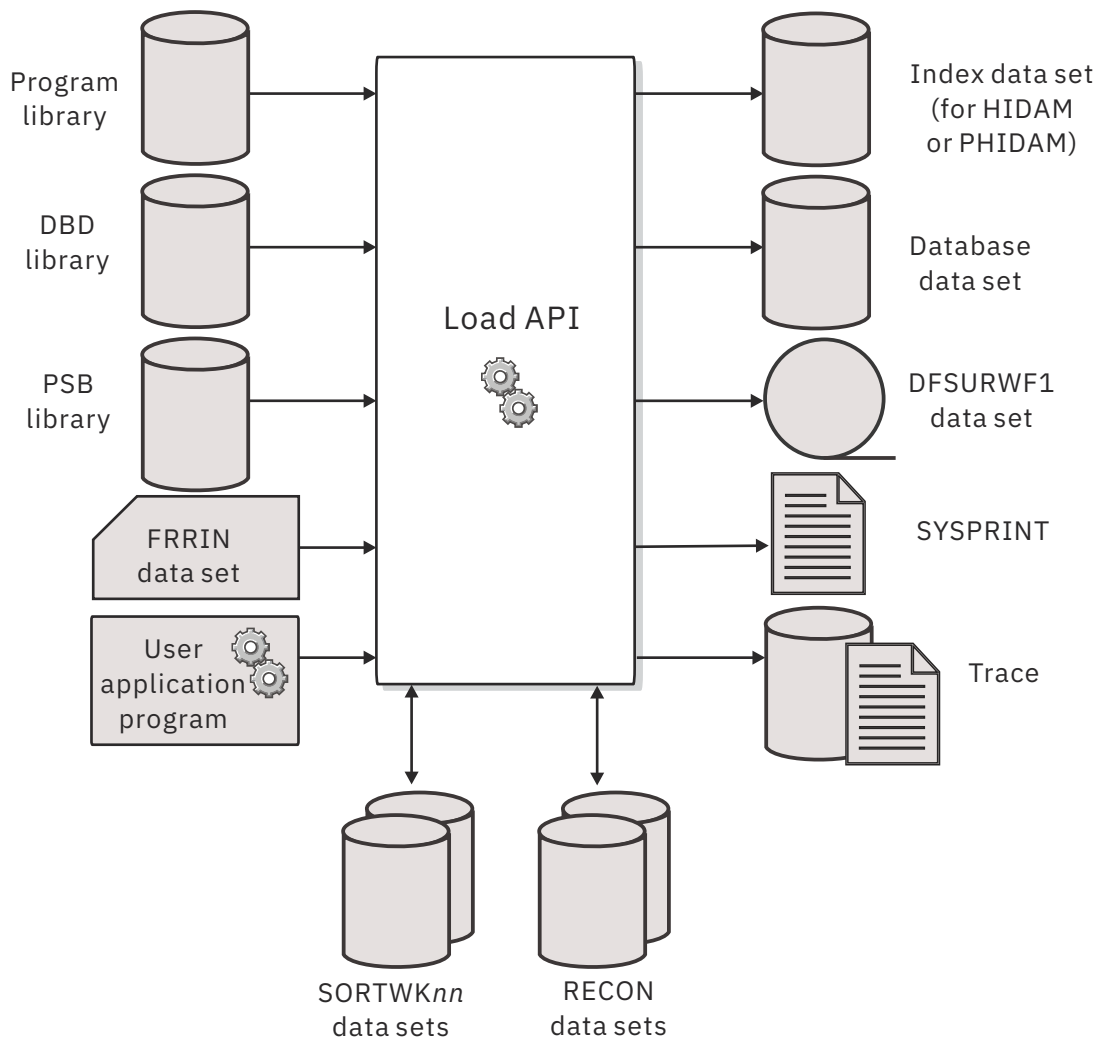 Program
library
DBD
library
PSB
library
FRRIN
data set
User
application
program
Load API
Index data set
(for HIDAM
or PHIDAM)
Database
data set
DFSURWF1
data set
SYSPRINT
Trace
SORTWKnn
data sets
RECON
data sets